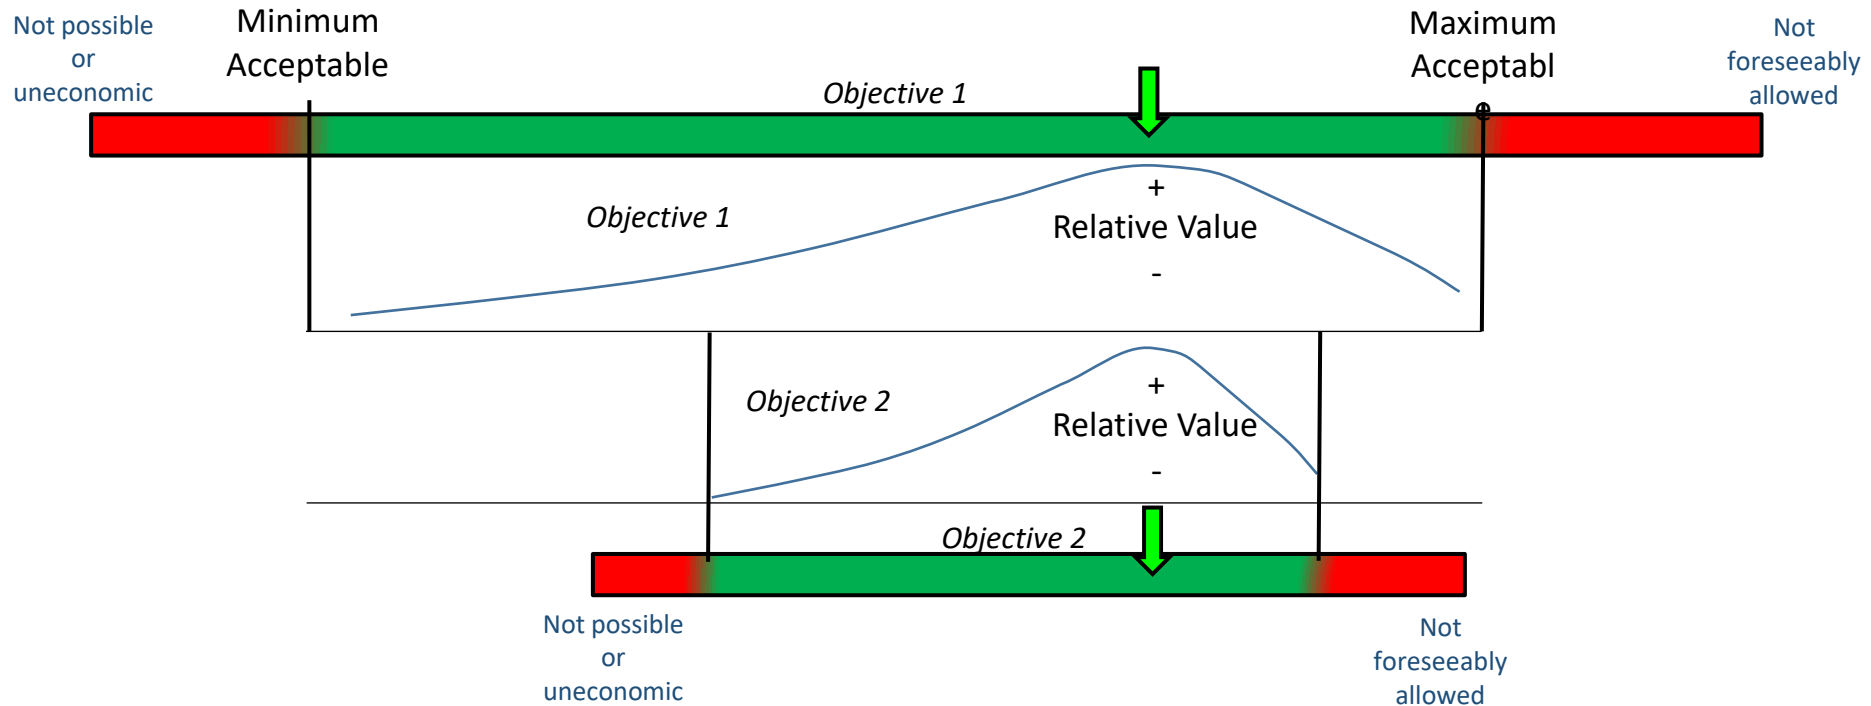 Not possible
or
uneconomic
Minimum
Acceptable
Maximum
Acceptabl
e
Not
foreseeably
allowed
Objective 1
Objective 1
+
Relative Value
-
Objective 2
+
Relative Value
-
Objective 2
Not possible
or
uneconomic
Not
foreseeably
allowed